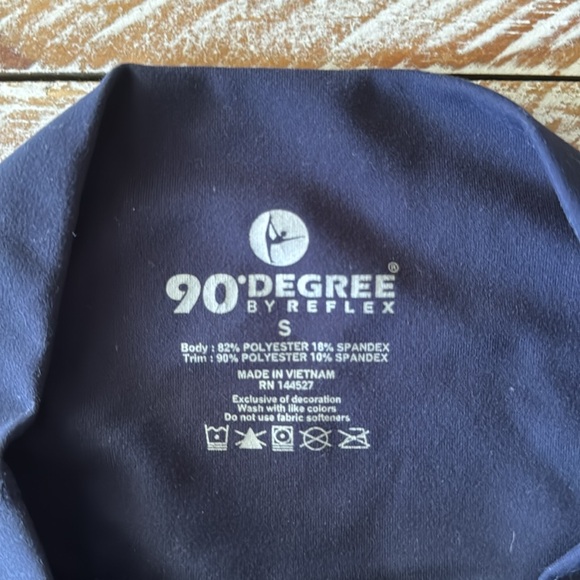 90°DEGREE®
BY REFLEX
S
Body : 82% POLYESTER 18% SPANDEX
Trim : 90% POLYESTER 10% SPANDEX
MADE IN VIETNAM
RN 144527
Exclusive of decoration
Wash with like colors
Do not use fabric softeners